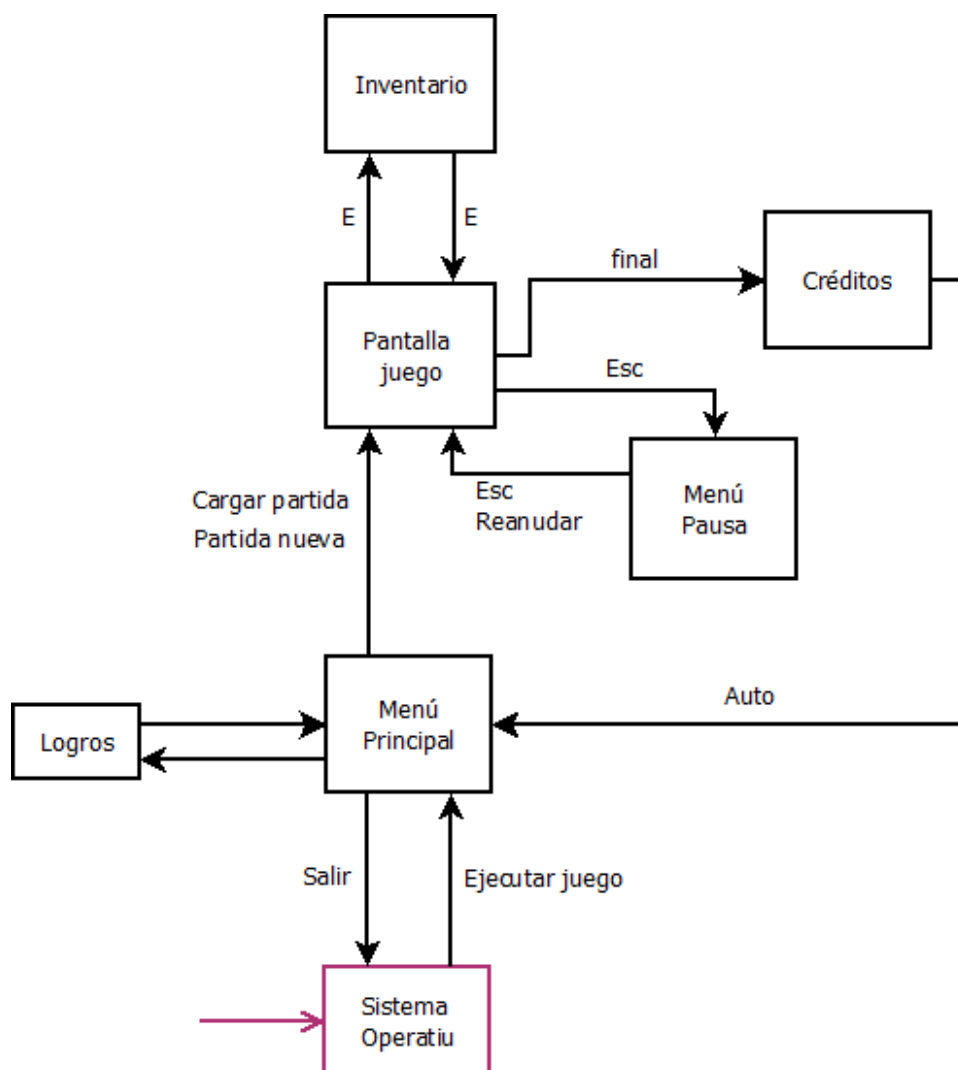 Inventario
E
E
final
Créditos
Pantalla
juego
Esc
Esc
Reanudar
Menú
Pausa
Cargar partida
Partida nueva
Menú
Principal
Auto
Logros
Salir
Ejecutar juego
Sistema
Operatiu